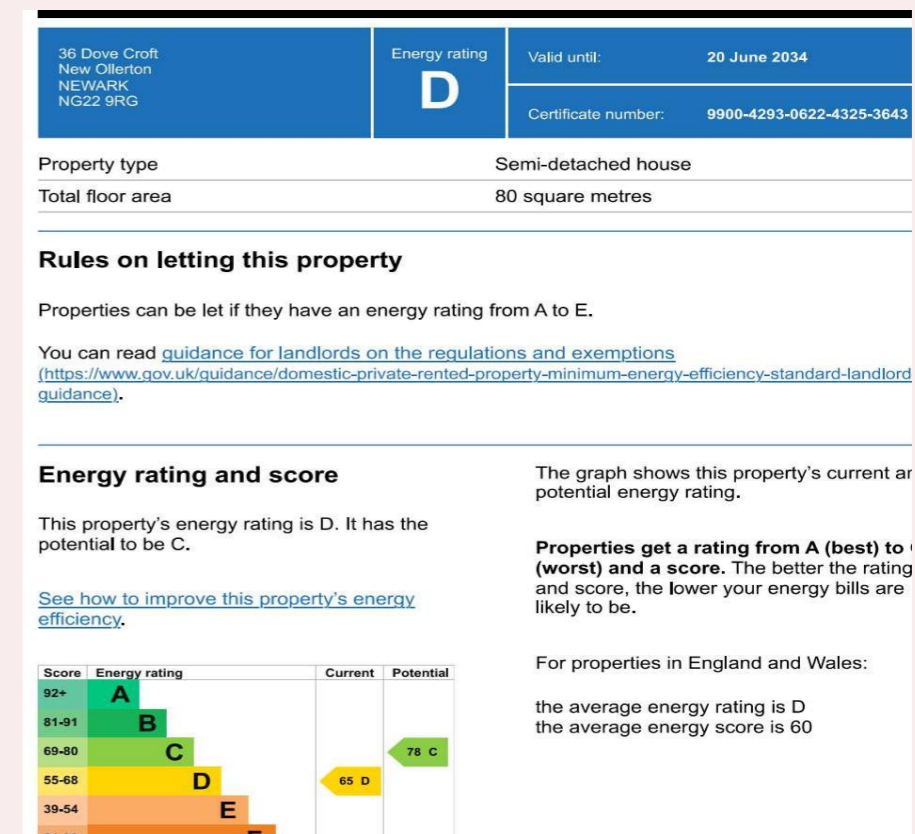 36 Dove Croft
New Ollerton
NEWARK
NG22 9RG
Energy rating
D
Valid until:
20 June 2034
Certificate number:
9900-4293-0622-4325-3643
Property type
Semi-detached house
Total floor area
80 square metres
Rules on letting this property
Properties can be let if they have an energy rating from A to E.
You can read guidance for landlords on the regulations and exemptions
(https://www.gov.uk/guidance/domestic-private-rented-property-minimum-energy-efficiency-standard-landlord
guidance).
Energy rating and score
This property's energy rating is D. It has the
potential to be C.
See how to improve this property's energy
efficiency.
Score Energy rating Current Potential
92+ A
81-91 B
69-80 C 78 C
55-68 D 65 D
39-54 E
The graph shows this property's current
potential energy rating.
Properties get a rating from A (best) to
(worst) and a score. The better the rating
and score, the lower your energy bills are
likely to be.
For properties in England and Wales:
the average energy rating is D
the average energy score is 60